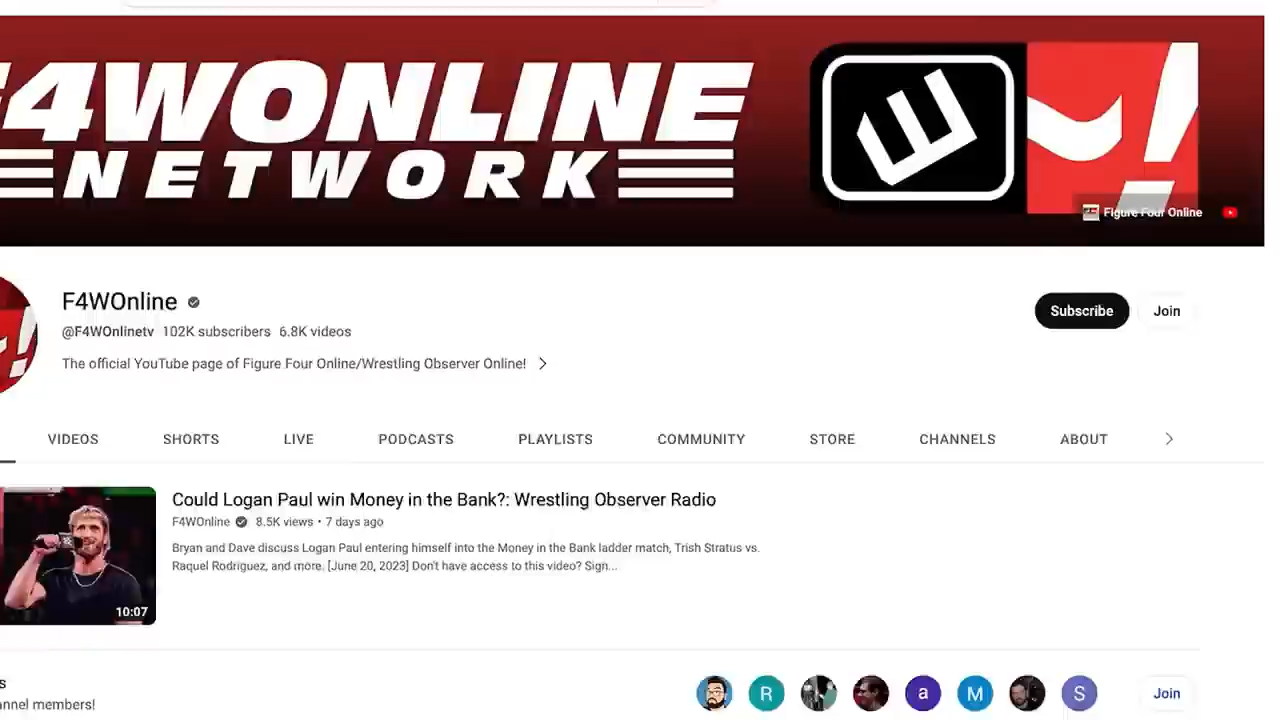 F4WONLINE
NETWORK
Figure Four Online
F4WOnline
@F4WOnlinetv 102K subscribers 6.8K videos
The official YouTube page of Figure Four Online/Wrestling Observer Online!
Subscribe
Join
VIDEOS SHORTS LIVE PODCASTS PLAYLISTS COMMUNITY STORE CHANNELS ABOUT
Could Logan Paul win Money in the Bank?: Wrestling Observer Radio
F4WOnline 8.5K views • 7 days ago
Bryan and Dave discuss Logan Paul entering himself into the Money in the Bank ladder match, Trish Stratus vs.
Raquel Rodriguez, and more. [June 20, 2023] Don't have access to this video? Sign...
10:07
s
annel members!
R a M S
Join